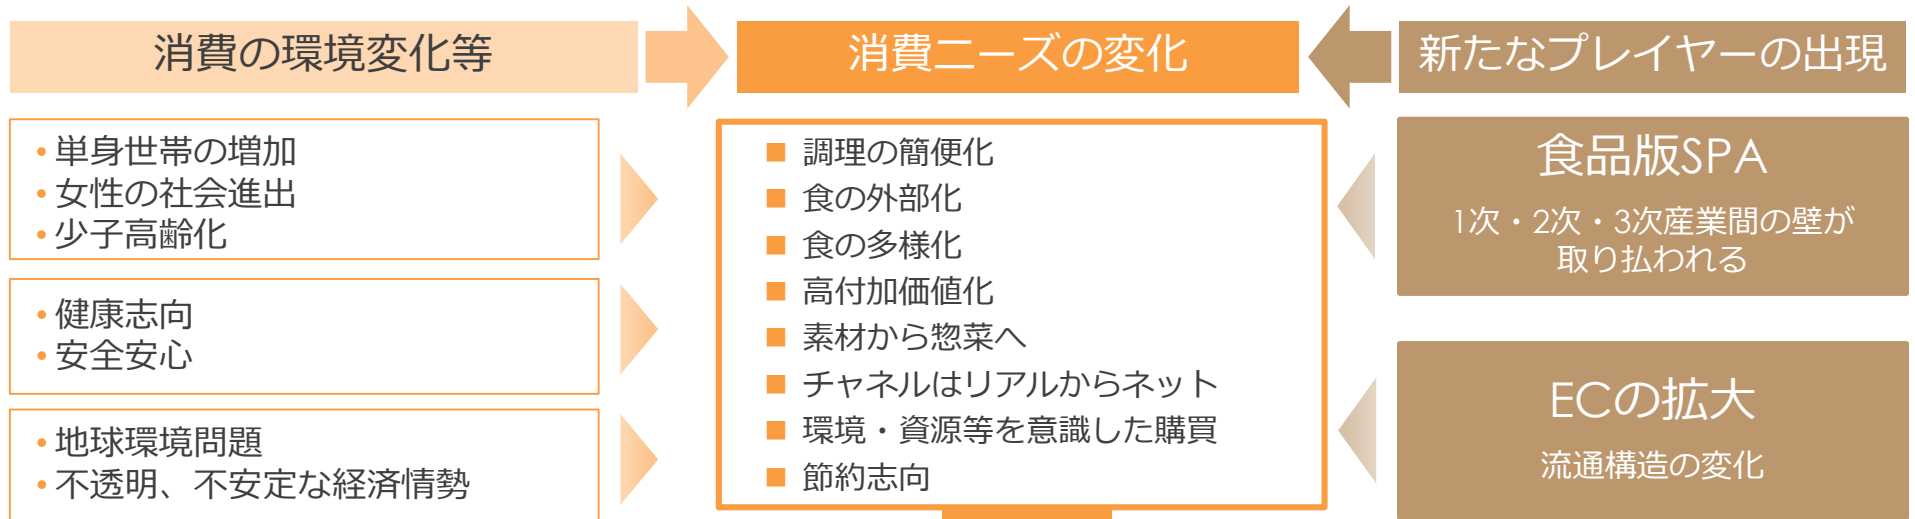 消費の環境変化等
消費ニーズの変化
新たなプレイヤーの出現
• 単身世帯の増加
• 女性の社会進出
• 少子高齢化
• 健康志向
• 安全安心
• 地球環境問題
• 不透明、不安定な経済情勢
■ 調理の簡便化
■ 食の外部化
■ 食の多様化
■ 高付加価値化
■ 素材から惣菜へ
■ チャネルはリアルからネット
■ 環境・資源等を意識した購買
■ 節約志向
食品版SPA
1次・2次・3次産業間の壁が
取り払われる
ECの拡大
流通構造の変化